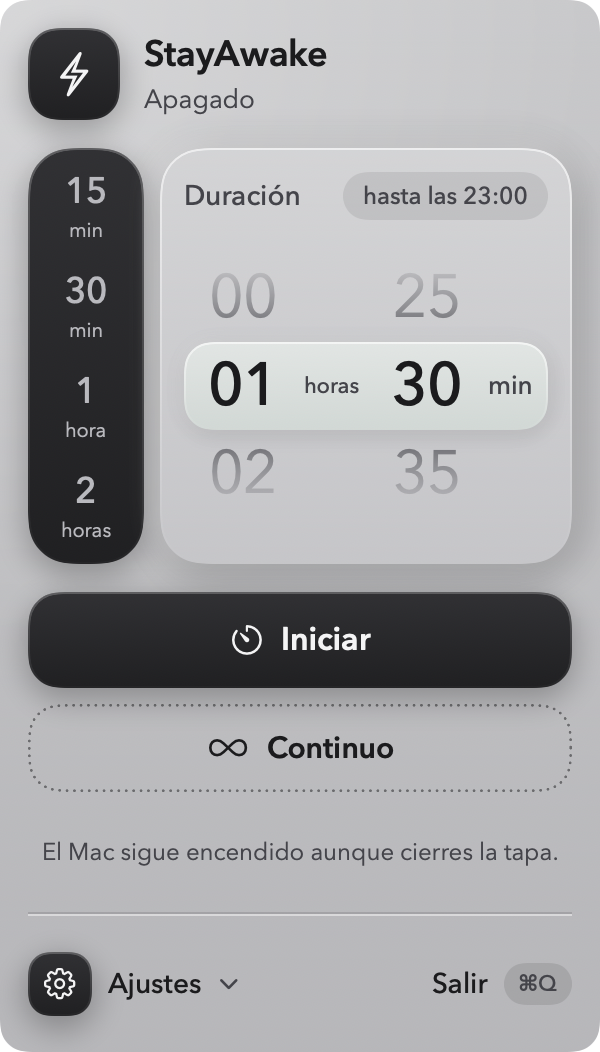 StayAwake
Apagado
15
min
30
min
1
hora
2
horas
Duración
hasta las 23:00
00 25
01 horas 30 min
02 35
Iniciar
Continuo
El Mac sigue encendido aunque cierres la tapa.
Ajustes
Salir ⌘Q